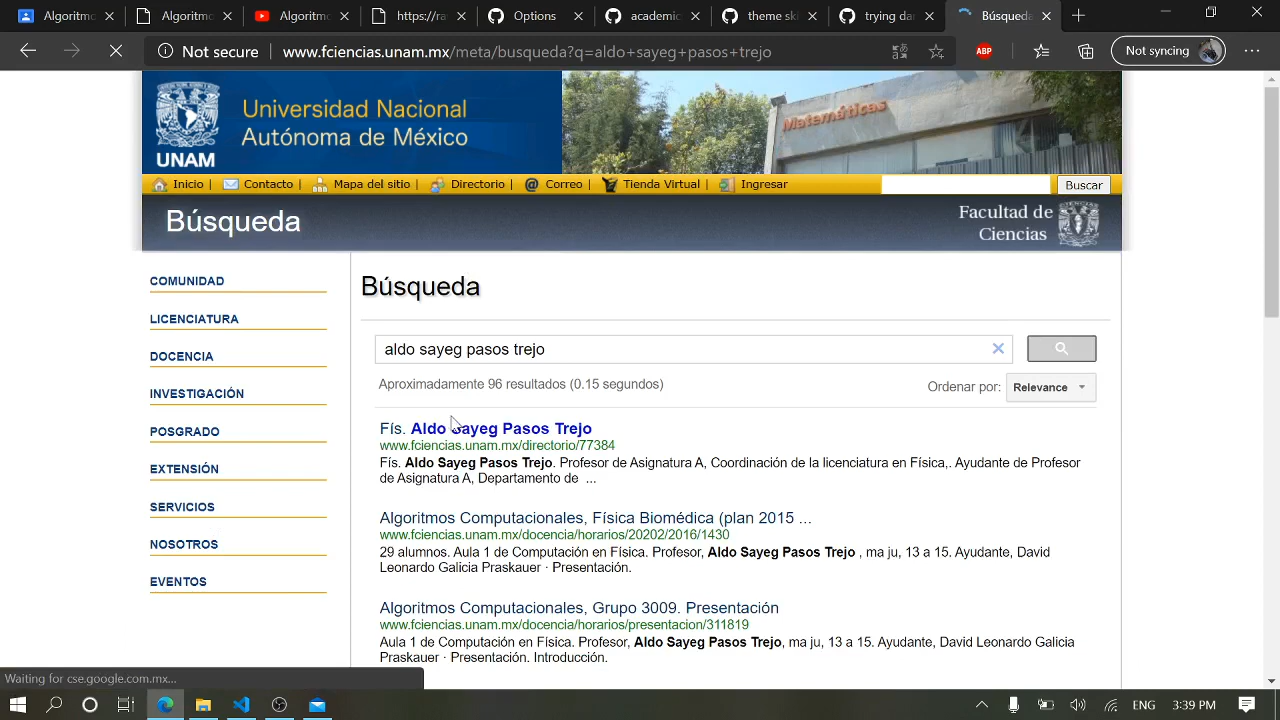 Algoritmo
Algoritmo
Algoritmo
https://ra
Options
academic
theme sk
trying da
Búsqueda
Not secure
www.fciences.unam.mx/meta/busqueda?q=aldo+sayeg+pasos+trejo
ABP
Not syncing
Universidad Nacional
Autónoma de México
UNAM
Matemáticas
Inicio |
Contacto |
Mapa del sitio |
Directorio |
Correo |
Tienda Virtual |
Ingresar
Buscar
Búsqueda
Facultad de
Ciencias
COMUNIDAD
LICENCIATURA
DOCENCIA
INVESTIGACIÓN
POSGRADO
EXTENSIÓN
SERVICIOS
NOSOTROS
EVENTOS
Búsqueda
aldo sayeg pasos trejo
Aproximadamente 96 resultados (0.15 segundos)
Ordenar por:
Relevance
Fís. Aldo Sayeg Pasos Trejo
www.fciencias.unam.mx/directorio/77384
Fís. Aldo Sayeg Pasos Trejo. Profesor de Asignatura A, Coordinación de la licenciatura en Física,. Ayudante de Profesor
de Asignatura A, Departamento de ...
Algoritmos Computacionales, Física Biomédica (plan 2015 ...
www.fciencias.unam.mx/docencia/horarios/20202/2016/1430
29 alumnos. Aula 1 de Computación en Física. Profesor, Aldo Sayeg Pasos Trejo , ma ju, 13 a 15. Ayudante, David
Leonardo Galicia Praskauer · Presentación.
Algoritmos Computacionales, Grupo 3009. Presentación
www.fciencias.unam.mx/docencia/horarios/presentacion/311819
Aula 1 de Computación en Física. Profesor, Aldo Sayeg Pasos Trejo, ma ju, 13 a 15. Ayudante, David Leonardo Galicia
Praskauer · Presentación. Introducción.
Waiting for cse.google.com.mx...
ENG
3:39 PM